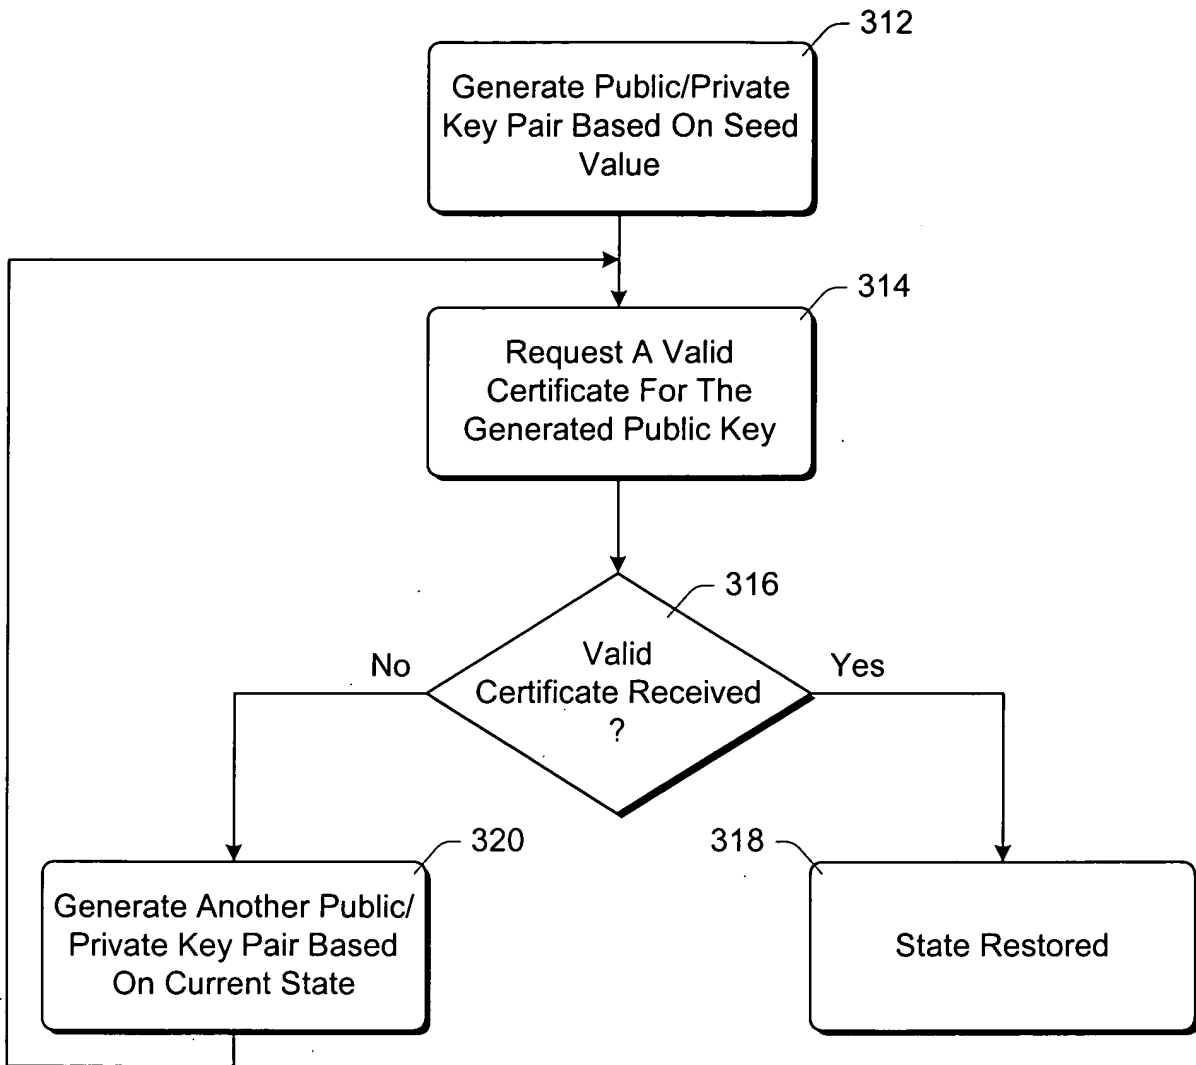 312
Generate Public/Private
Key Pair Based On Seed
Value
314
Request A Valid
Certificate For The
Generated Public Key
316
Valid
Certificate Received
?
No
Yes
320
Generate Another Public/
Private Key Pair Based
On Current State
318
State Restored